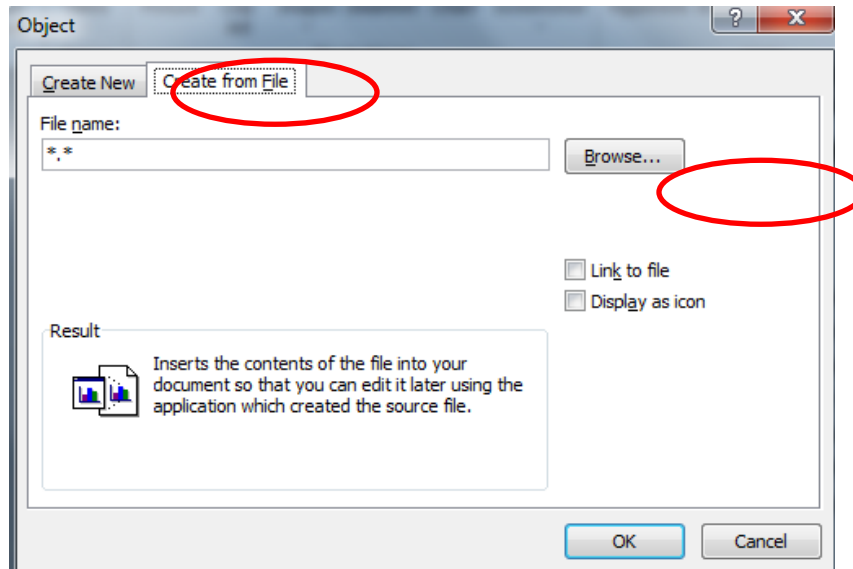 Object
?
X
Create New
Create from File
File name:
*.*
Browse...
Link to file
Display as icon
Result
Inserts the contents of the file into your
document so that you can edit it later using the
application which created the source file.
OK
Cancel